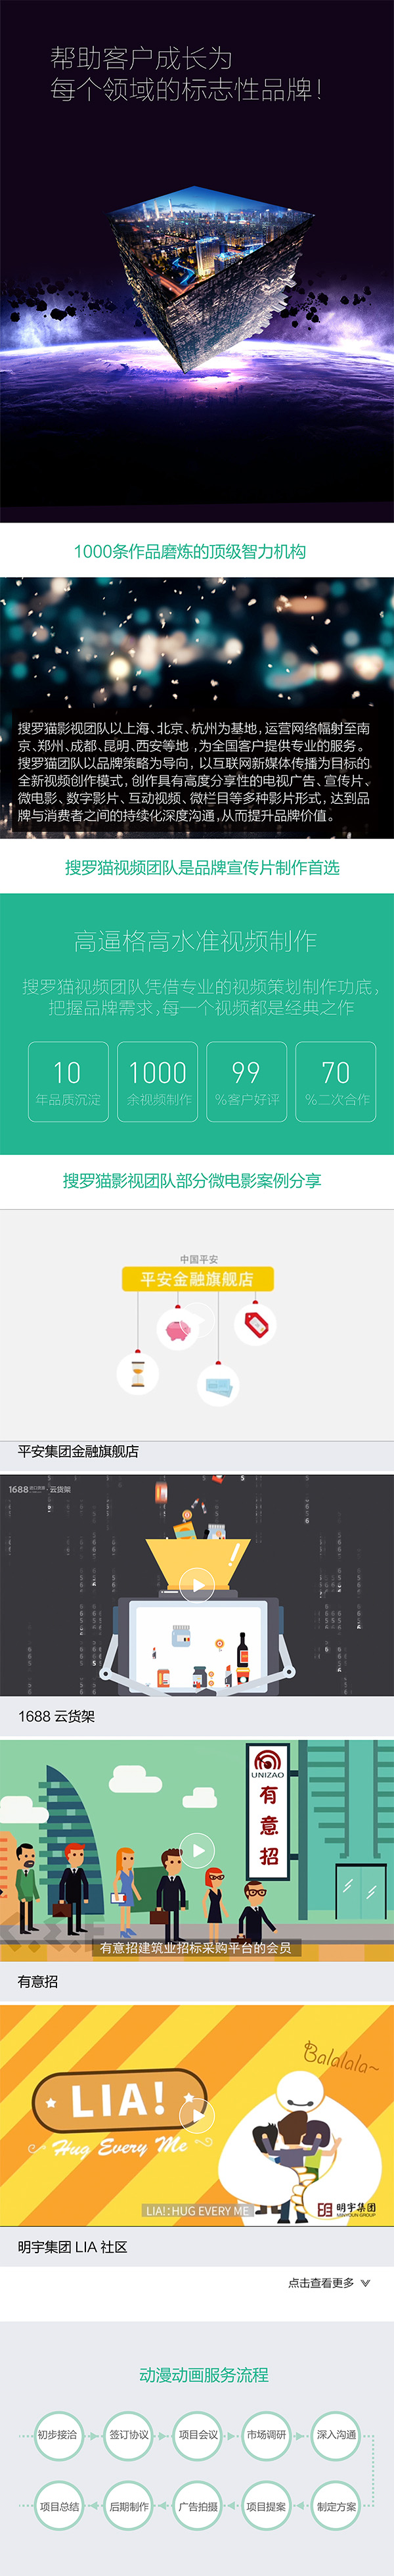 帮助客户成长为
每个领域的标志性品牌!
1000条作品磨炼的顶级智力机构
搜罗猫影视团队以上海、北京、杭州为基地,运营网络幅射至南
京、郑州、成都、昆明、西安等地 ,为全国客户提供专业的服务。
搜罗猫团队以品牌策略为导向, 以互联网新媒体传播为目标的
全新视频创作模式, 创作具有高度分享性的电视广告、宣传片、
微电影、数字影片、互动视频、微栏目等多种影片形式, 达到品
牌与消费者之间的持续化深度沟通,从而提升品牌价值。
搜罗猫视频团队是品牌宣传片制作首选
高逼格高水准视频制作
搜罗猫视频团队凭借专业的视频策划制作功底,
把握品牌需求,每一个视频都是经典之作
10
年品质沉淀
1000
余视频制作
99
%客户好评
70
%二次合作
搜罗猫影视团队部分微电影案例分享
中国平安
平安金融旗舰店
平安集团金融旗舰店
1688
云货架
1688 云货架
UNIZAO
有意招
有意招建筑业招标采购平台的会员
有意招
Balalala~
LIA!
Hug Every Me
LIA!:HUG EVERY ME
明宇集团
MINYOUN GROUP
明宇集团 LIA 社区
点击查看更多
动漫动画服务流程
初步接洽 签订协议 项目会议 市场调研 深入沟通
项目总结 后期制作 广告拍摄 项目提案 制定方案